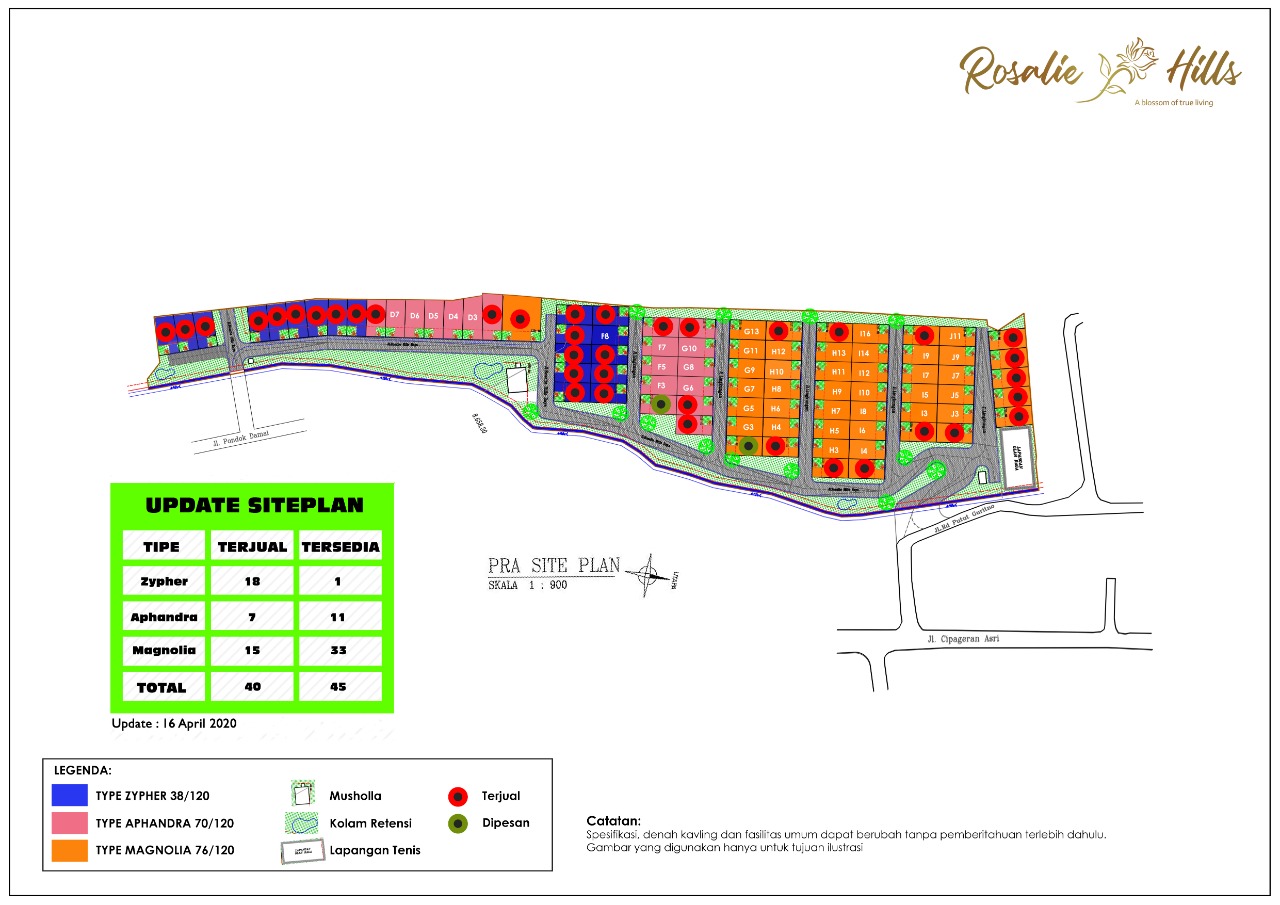 Rosalie Hills
A blossom of true living
D7 D6 D5 D4 D3
F8
F7 G10
F5 G8
F3 G6
G13
G11 H12
G9 H10
G7 H8
G5 H6
G3 H4
I16
H13 I14
H11 I12
H9 I10
H7 I8
H5 I6
H3 I4
J11
I9 J9
I7 J7
I5 J5
I3 J3
Jl. Pondok Damai
Jl.Rd Putut Guritno
Jl. Cipageran Asri
UPDATE SITEPLAN
TIPE TERJUAL TERSEDIA
Zypher 18 1
Aphandra 7 11
Magnolia 15 33
TOTAL 40 45
Update : 16 April 2020
PRA SITE PLAN
SKALA 1 : 900
UTARA
LEGENDA:
TYPE ZYPHER 38/120
TYPE APHANDRA 70/120
TYPE MAGNOLIA 76/120
Musholla
Kolam Retensi
Lapangan Tenis
Terjual
Dipesan
Catatan:
Spesifikasi, denah kavling dan fasilitas umum dapat berubah tanpa pemberitahuan terlebih dahulu.
Gambar yang digunakan hanya untuk tujuan ilustrasi